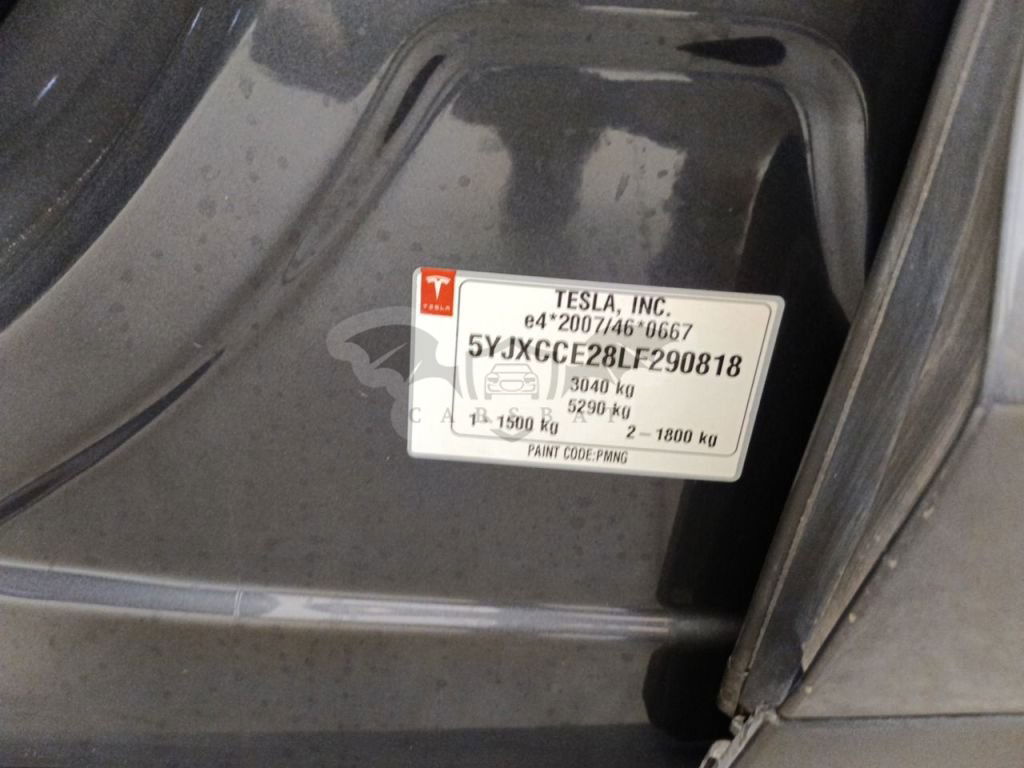 TESLA
TESLA, INC.
e4*2007/46*0667
5YJXCCE28LF290818
3040 kg
5290 kg
1 - 1500 kg
2 - 1800 kg
PAINT CODE:PMNG
CARSBAT